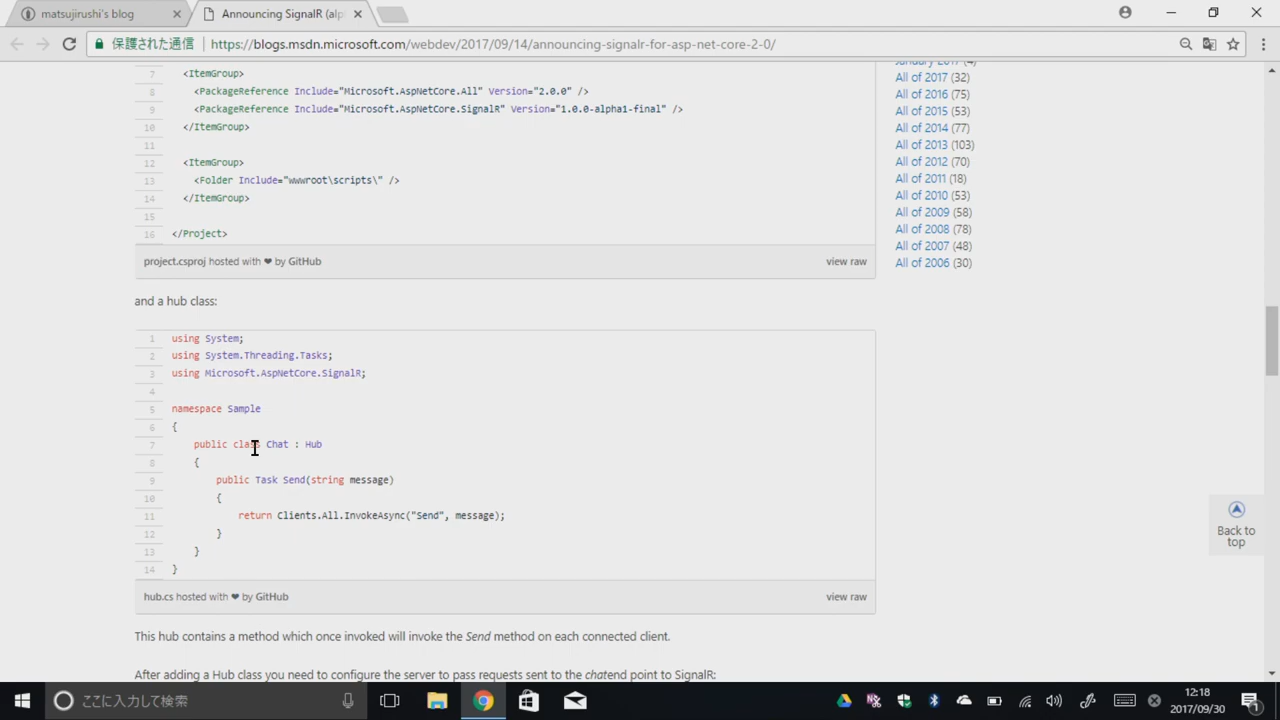 matsujirushi's blog
Announcing SignalR (alp
保護された通信
https://blogs.msdn.microsoft.com/webdev/2017/09/14/announcing-signalr-for-asp-net-core-2-0/
7 <ItemGroup>
8 <PackageReference Include="Microsoft.AspNetCore.All" Version="2.0.0" />
9 <PackageReference Include="Microsoft.AspNetCore.SignalR" Version="1.0.0-alpha1-final" />
10 </ItemGroup>
11
12 <ItemGroup>
13 <Folder Include="wwwroot\scripts\" />
14 </ItemGroup>
15
16 </Project>
project.csproj hosted with ❤ by GitHub
view raw
and a hub class:
1 using System;
2 using System.Threading.Tasks;
3 using Microsoft.AspNetCore.SignalR;
4
5 namespace Sample
6 {
7 public class Chat : Hub
8 {
9 public Task Send(string message)
10 {
11 return Clients.All.InvokeAsync("Send", message);
12 }
13 }
14 }
hub.cs hosted with ❤ by GitHub
view raw
This hub contains a method which once invoked will invoke the Send method on each connected client.
After adding a Hub class you need to configure the server to pass requests sent to the chatend point to SignalR:
January 2017 (4)
All of 2017 (32)
All of 2016 (75)
All of 2015 (53)
All of 2014 (77)
All of 2013 (103)
All of 2012 (70)
All of 2011 (18)
All of 2010 (53)
All of 2009 (58)
All of 2008 (78)
All of 2007 (48)
All of 2006 (30)
Back to
top
ここに入力して検索
12:18
2017/09/30
1